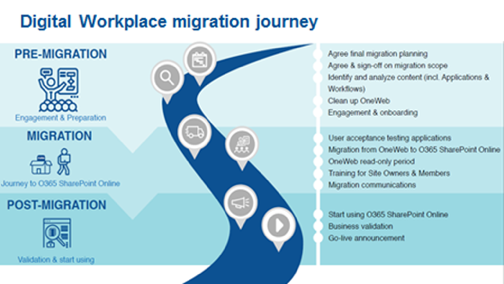 Digital Workplace migration journey
PRE-MIGRATION
Engagement & Preparation
Agree final migration planning
Agree & sign-off on migration scope
Identify and analyze content (incl. Applications &
Workflows)
Clean up OneWeb
Engagement & onboarding
MIGRATION
Journey to O365 SharePoint Online
User acceptance testing applications
Migration from OneWeb to O365 SharePoint Online
OneWeb read-only period
Training for Site Owners & Members
Migration communications
POST-MIGRATION
Validation & start using
Start using O365 SharePoint Online
Business validation
Go-live announcement